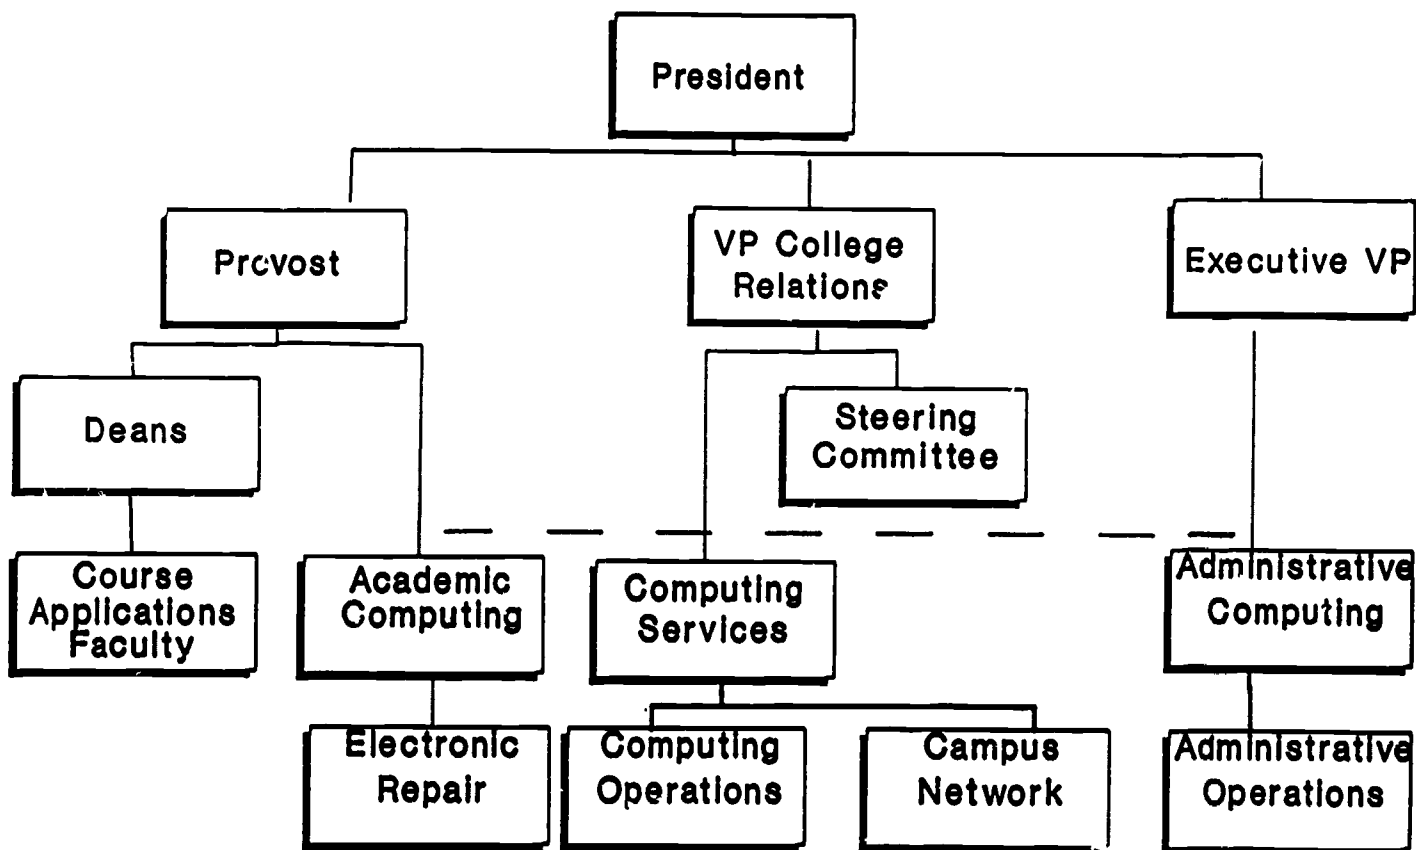 President
Provost
VP College
Relations
Executive VP
Deans
Steering
Committee
Course
Applications
Faculty
Academic
Computing
Computing
Services
Administrative
Computing
Electronic
Repair
Computing
Operations
Campus
Network
Administrative
Operations